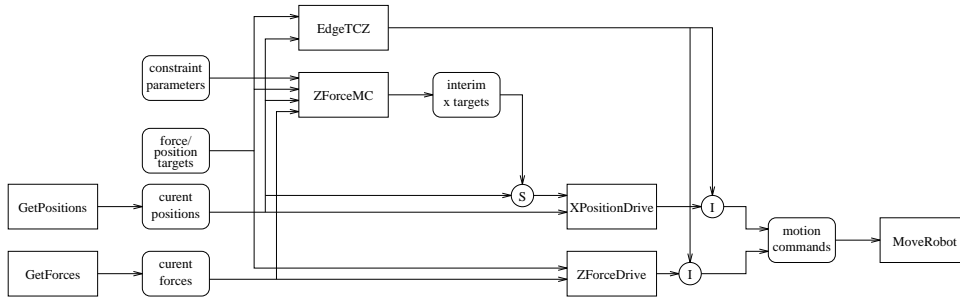 EdgeTCZ
constraint
parameters
ZForceMC
interim
x targets
force/
position
targets
GetPositions
curent
positions
S
XPositionDrive
I
motion
commands
MoveRobot
GetForces
curent
forces
ZForceDrive
I